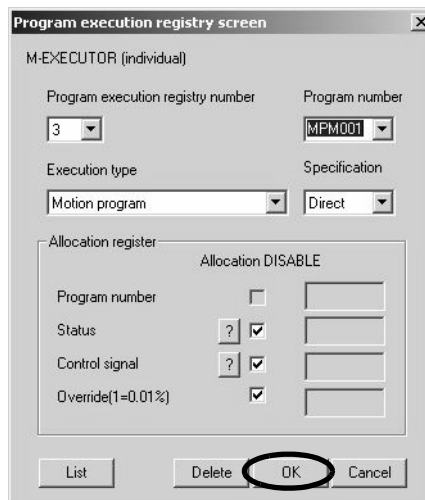 Program execution registry screen
M-EXECUTOR (individual)
Program execution registry number
Program number
3
MPM001
Execution type
Specification
Motion program
Direct
Allocation register
Allocation DISABLE
Program number
Status ?
Control signal ?
Override(1=0.01%)
List Delete OK Cancel